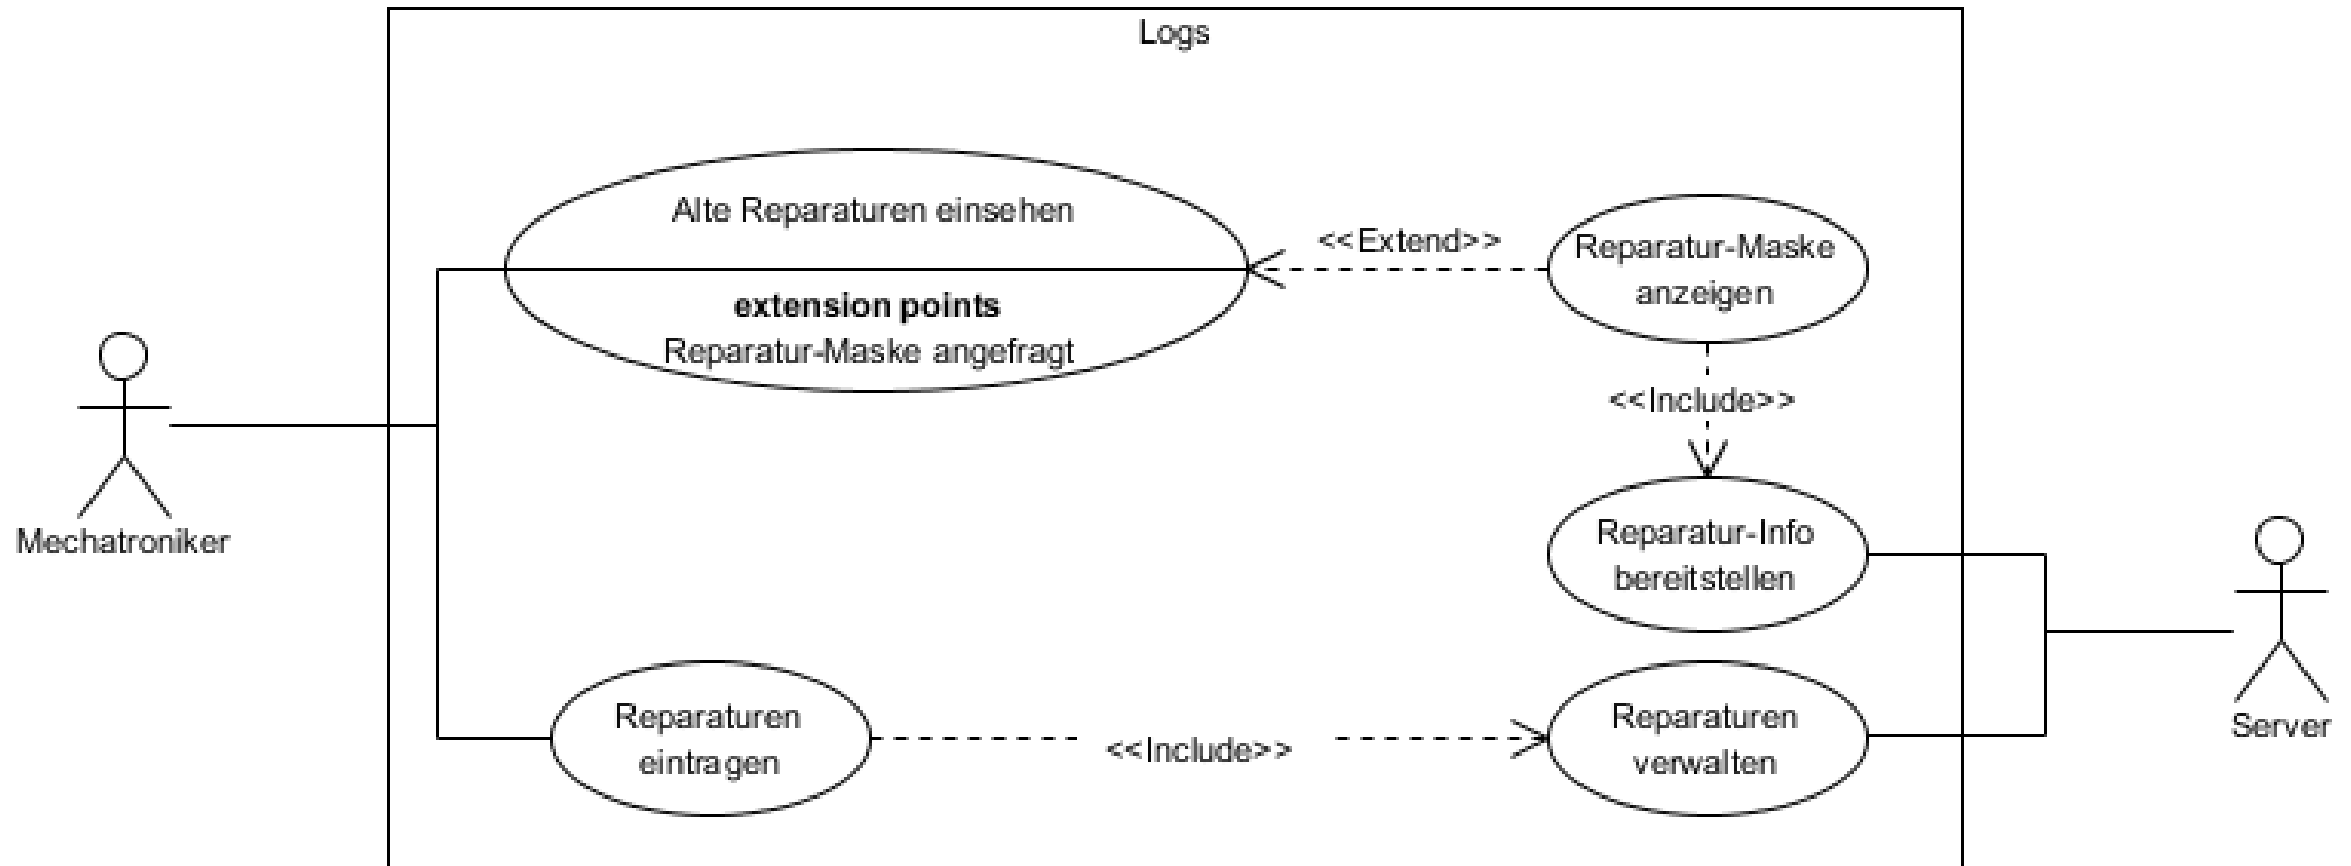 Logs
Alte Reparaturen einsehen
extension points
Reparatur-Maske angefragt
<<Extend>>
Reparatur-Maske
anzeigen
<<Include>>
Mechatroniker
Reparatur-Info
bereitstellen
Reparaturen
eintragen
<<Include>>
Reparaturen
verwalten
Server